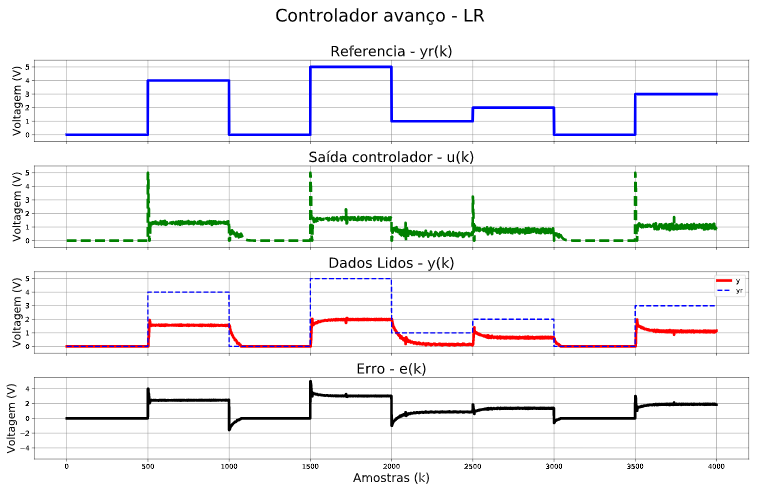 Controlador avanço - LR
Referencia - yr(k)
Voltagem (V)
5
4
3
2
1
0
Saída controlador - u(k)
Voltagem (V)
5
4
3
2
1
0
Dados Lidos - y(k)
Voltagem (V)
5
4
3
2
1
0
y
yr
Erro - e(k)
Voltagem (V)
4
2
0
−2
−4
0 500 1000 1500 2000 2500 3000 3500 4000
Amostras (k)